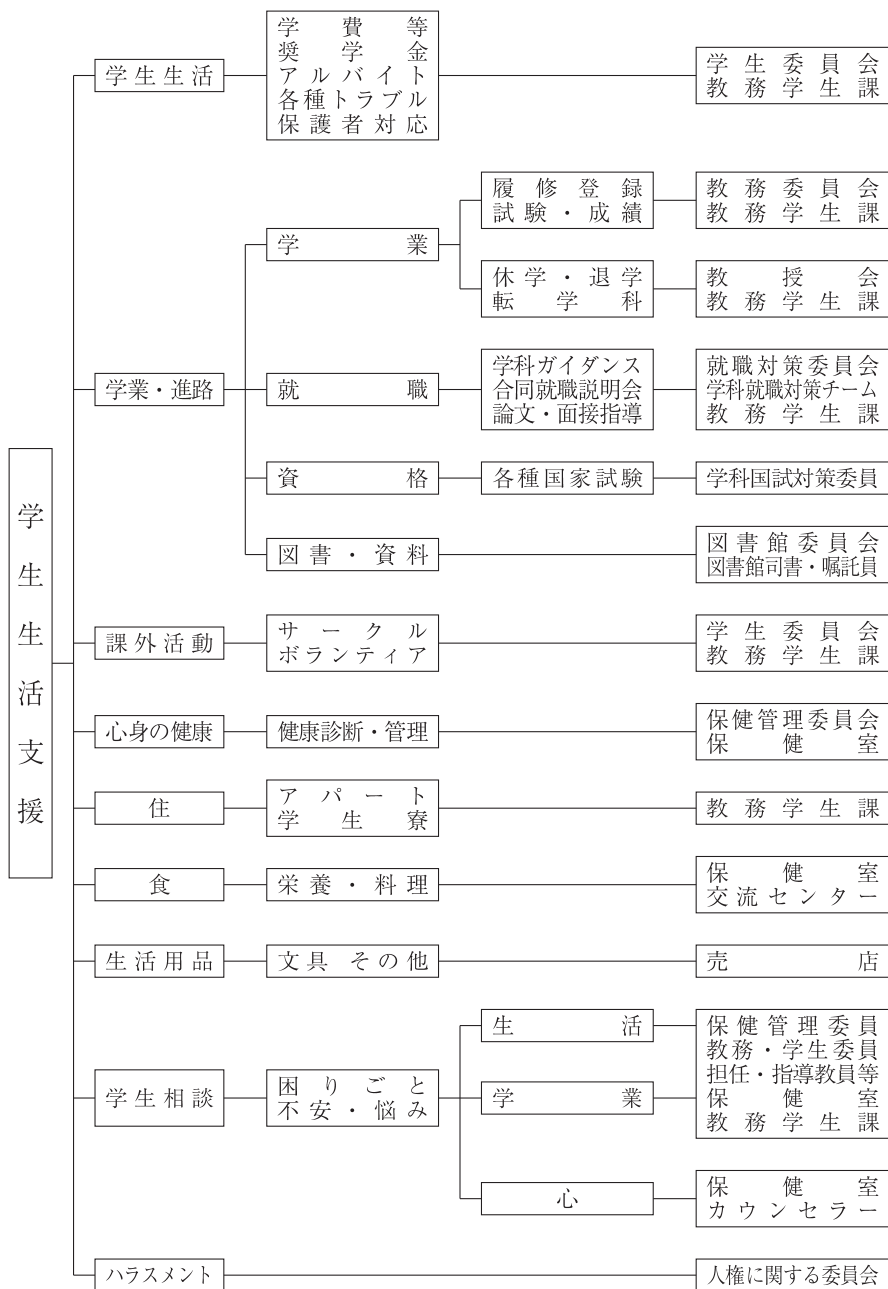 学生生活支援
学生生活
学費等
奨学金
アルバイト
各種トラブル
保護者対応
学生委員会
教務学生課
学業・進路
学業
履修登録
試験・成績
教務委員会
教務学生課
休学・退学
転学科
教授会
教務学生課
就職
学科ガイダンス
合同就職説明会
論文・面接指導
就職対策委員会
学科就職対策チーム
教務学生課
資格
各種国家試験
学科国試対策委員
図書・資料
図書館委員会
図書館司書・嘱託員
課外活動
サークル
ボランティア
学生委員会
教務学生課
心身の健康
健康診断・管理
保健管理委員会
保健室
住
アパート
学生寮
教務学生課
食
栄養・料理
保健室
交流センター
生活用品
文具 その他
売店
学生相談
困りごと
不安・悩み
生活
学業
保健管理委員
教務・学生委員
担任・指導教員等
保健室
教務学生課
心
保健室
カウンセラー
ハラスメント
人権に関する委員会